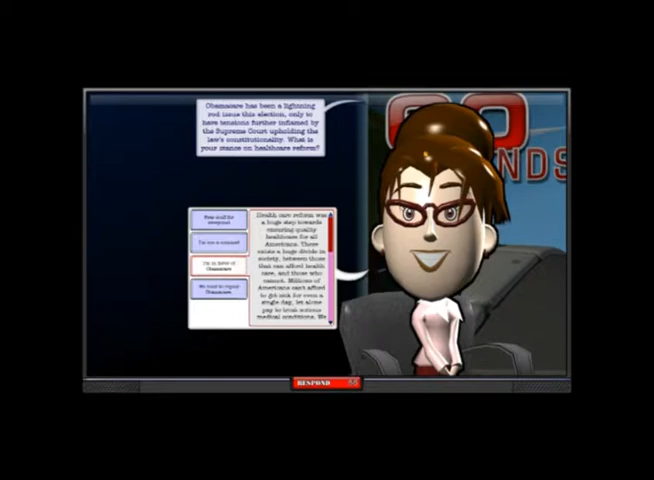 Obamacare has been a lightning
rod issue this election, only to
have tensions further inflamed by
the Supreme Court upholding the
law's constitutionality. What is
your stance on healthcare reform?
60
NDS
Free stuff for
everyone!
I'm in favor of
Obamacare
We need to repeal
Obamacare
Health care reform was
a huge step towards
ensuring quality
healthcare for all
Americans. There
exists a huge divide in
society, between those
that can afford health
care, and those who
cannot. Millions of
Americans can't afford
to get sick for even a
single day, let alone
pay to treat serious
medical conditions. We
RESPOND